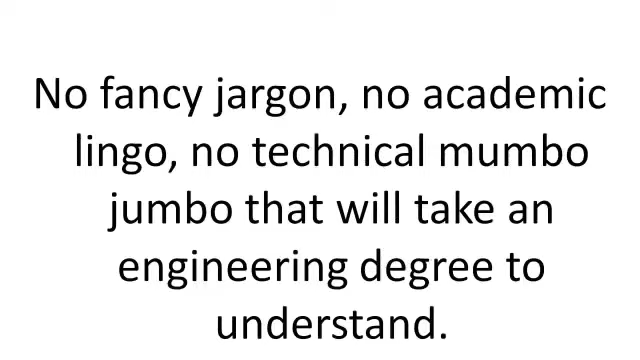 No fancy jargon, no academic
lingo, no technical mumbo
jumbo that will take an
engineering degree to
understand.